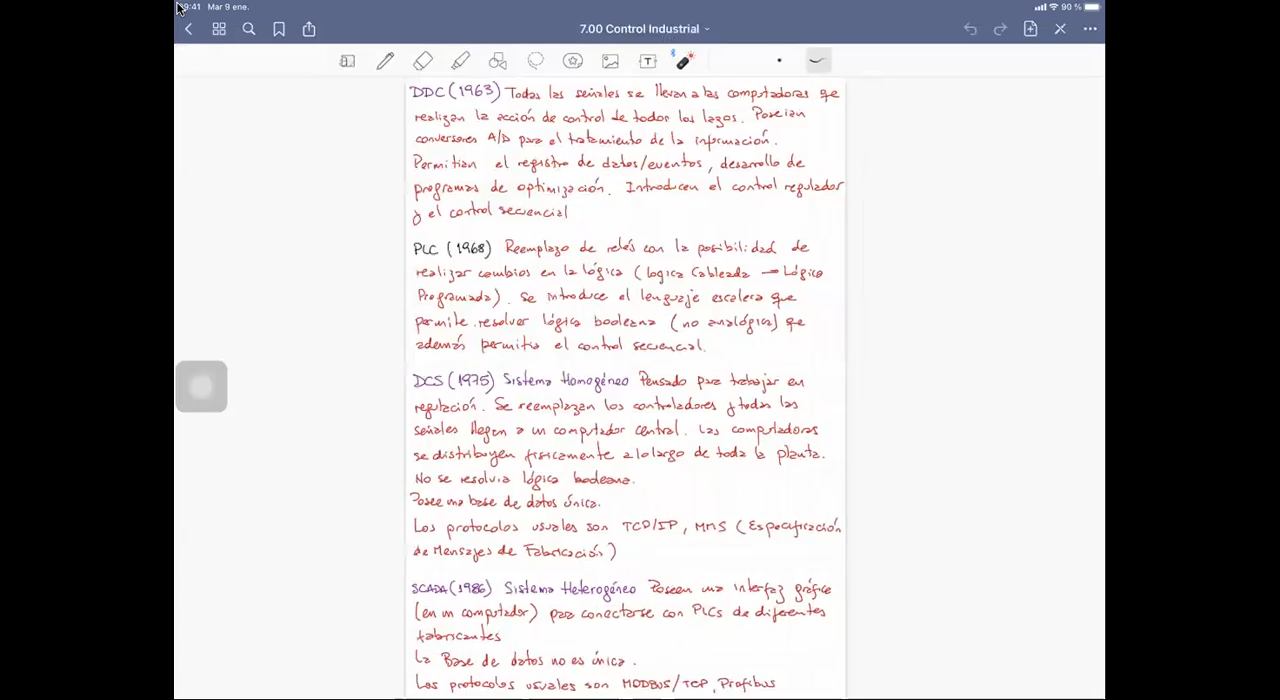 9:41 Mar 9 ene.
90 %
7.00 Control Industrial
DDC (1963) Todas las señales se llevan a las computadoras que
realizan la acción de control de todos los lazos. Poseian
conversores A/D para el tratamiento de la información.
Permitian el registro de datos/eventos, desarrollo de
programas de optimización. Introducen el control regulador
y el control secuencial
PLC (1968) Reemplazo de relés con la posibilidad de
realizar cambios en la lógica (logica Cableada → Lógica
Programada). Se introduce el lenguaje escalera que
permite resolver lógica booleana (no analógica) que
además permitia el control secuencial.
DCS (1975) Sistema Homogéneo Pensado para trabajar en
regulación. Se reemplazan los controladores y todas las
señales llegan a un computador central. Las computadoras
se distribuyen fisicamente a lo largo de toda la planta.
No se resolvia lógica booleana.
Posee una base de datos única.
Los protocolos usuales son TCP/IP, MMS (Especificación
de Mensajes de Fabricación)
SCADA (1986) Sistema Heterogéneo Poseen una interfaz gráfica
(en un computador) para conectarse con PLCs de diferentes
fabricantes
La Base de datos no es única.
Los protocolos usuales son MODBUS/TCP, Profibus